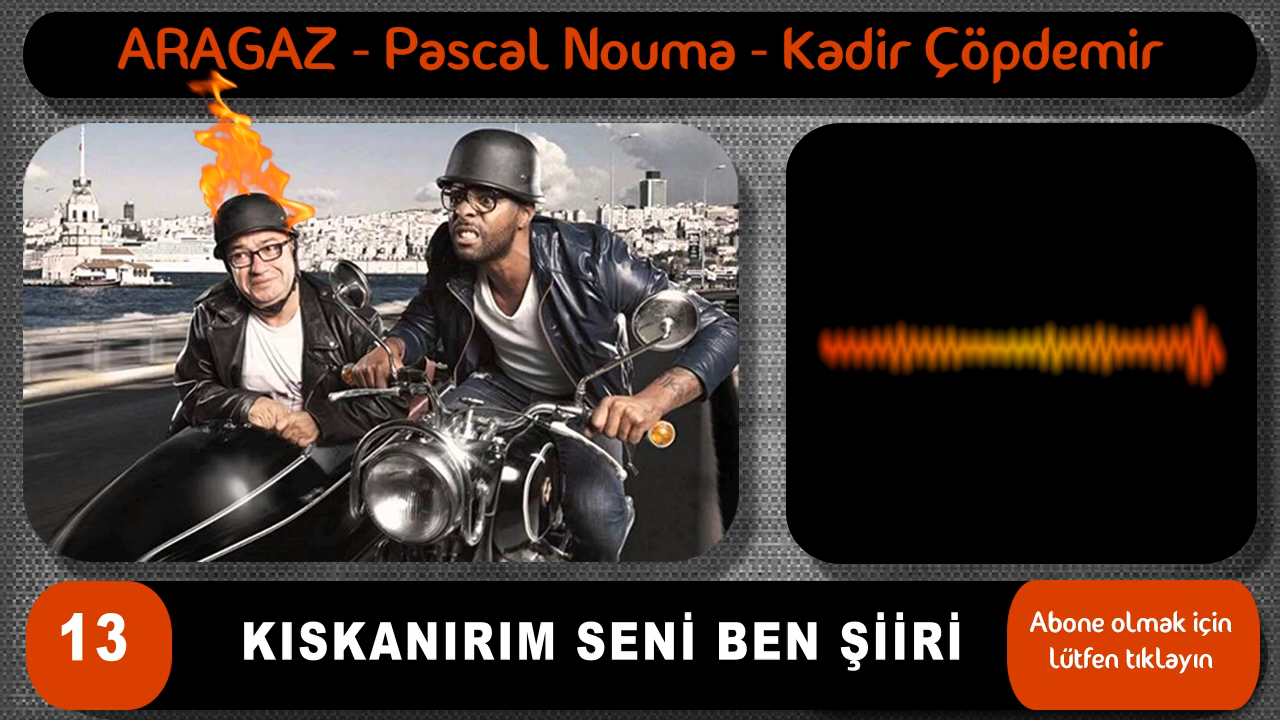 ARAGAZ - Pascal Nouma - Kadir Çöpdemir
13
KISKANIRIM SENİ BEN ŞİİRİ
Abone olmak için
lütfen tıklayın